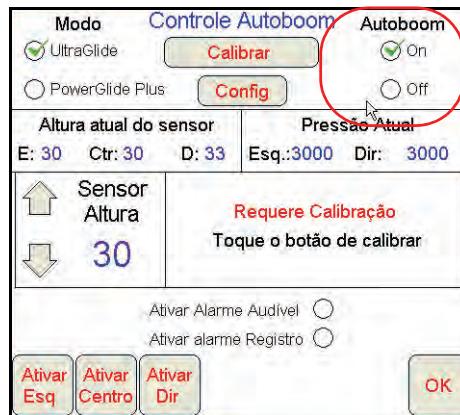 Modo Controle Autoboom Autoboom
UltraGlide Calibrar On
PowerGlide Plus Config Off
Altura atual do sensor Pressão Atual
E: 30 Ctr: 30 D: 33 Esq.:3000 Dir: 3000
Sensor
Altura
30
Requere Calibração
Toque o botão de calibrar
Ativar Alarme Audível
Ativar alarme Registro
Ativar Esq
Ativar Centro
Ativar Dir
OK